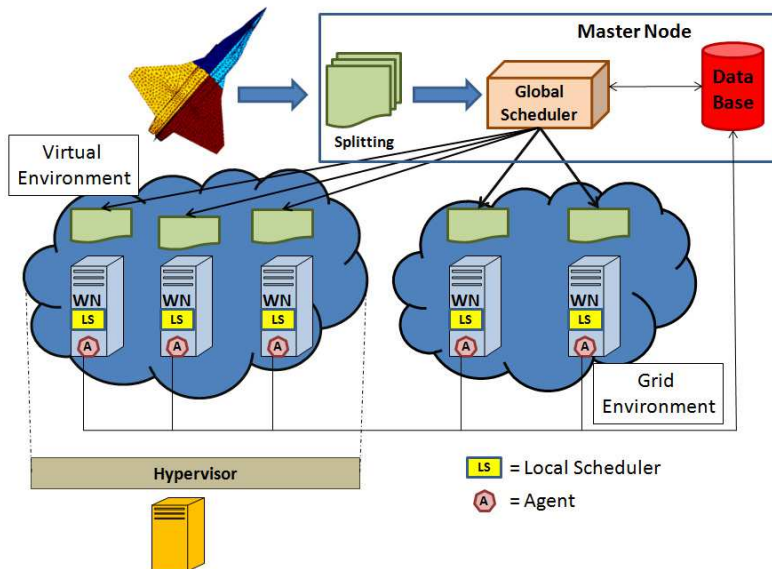 Master Node
Splitting
Global
Scheduler
Data
Base
Virtual
Environment
WN
LS
A
WN
LS
A
WN
LS
A
WN
LS
A
WN
LS
A
Grid
Environment
Hypervisor
LS = Local Scheduler
A = Agent